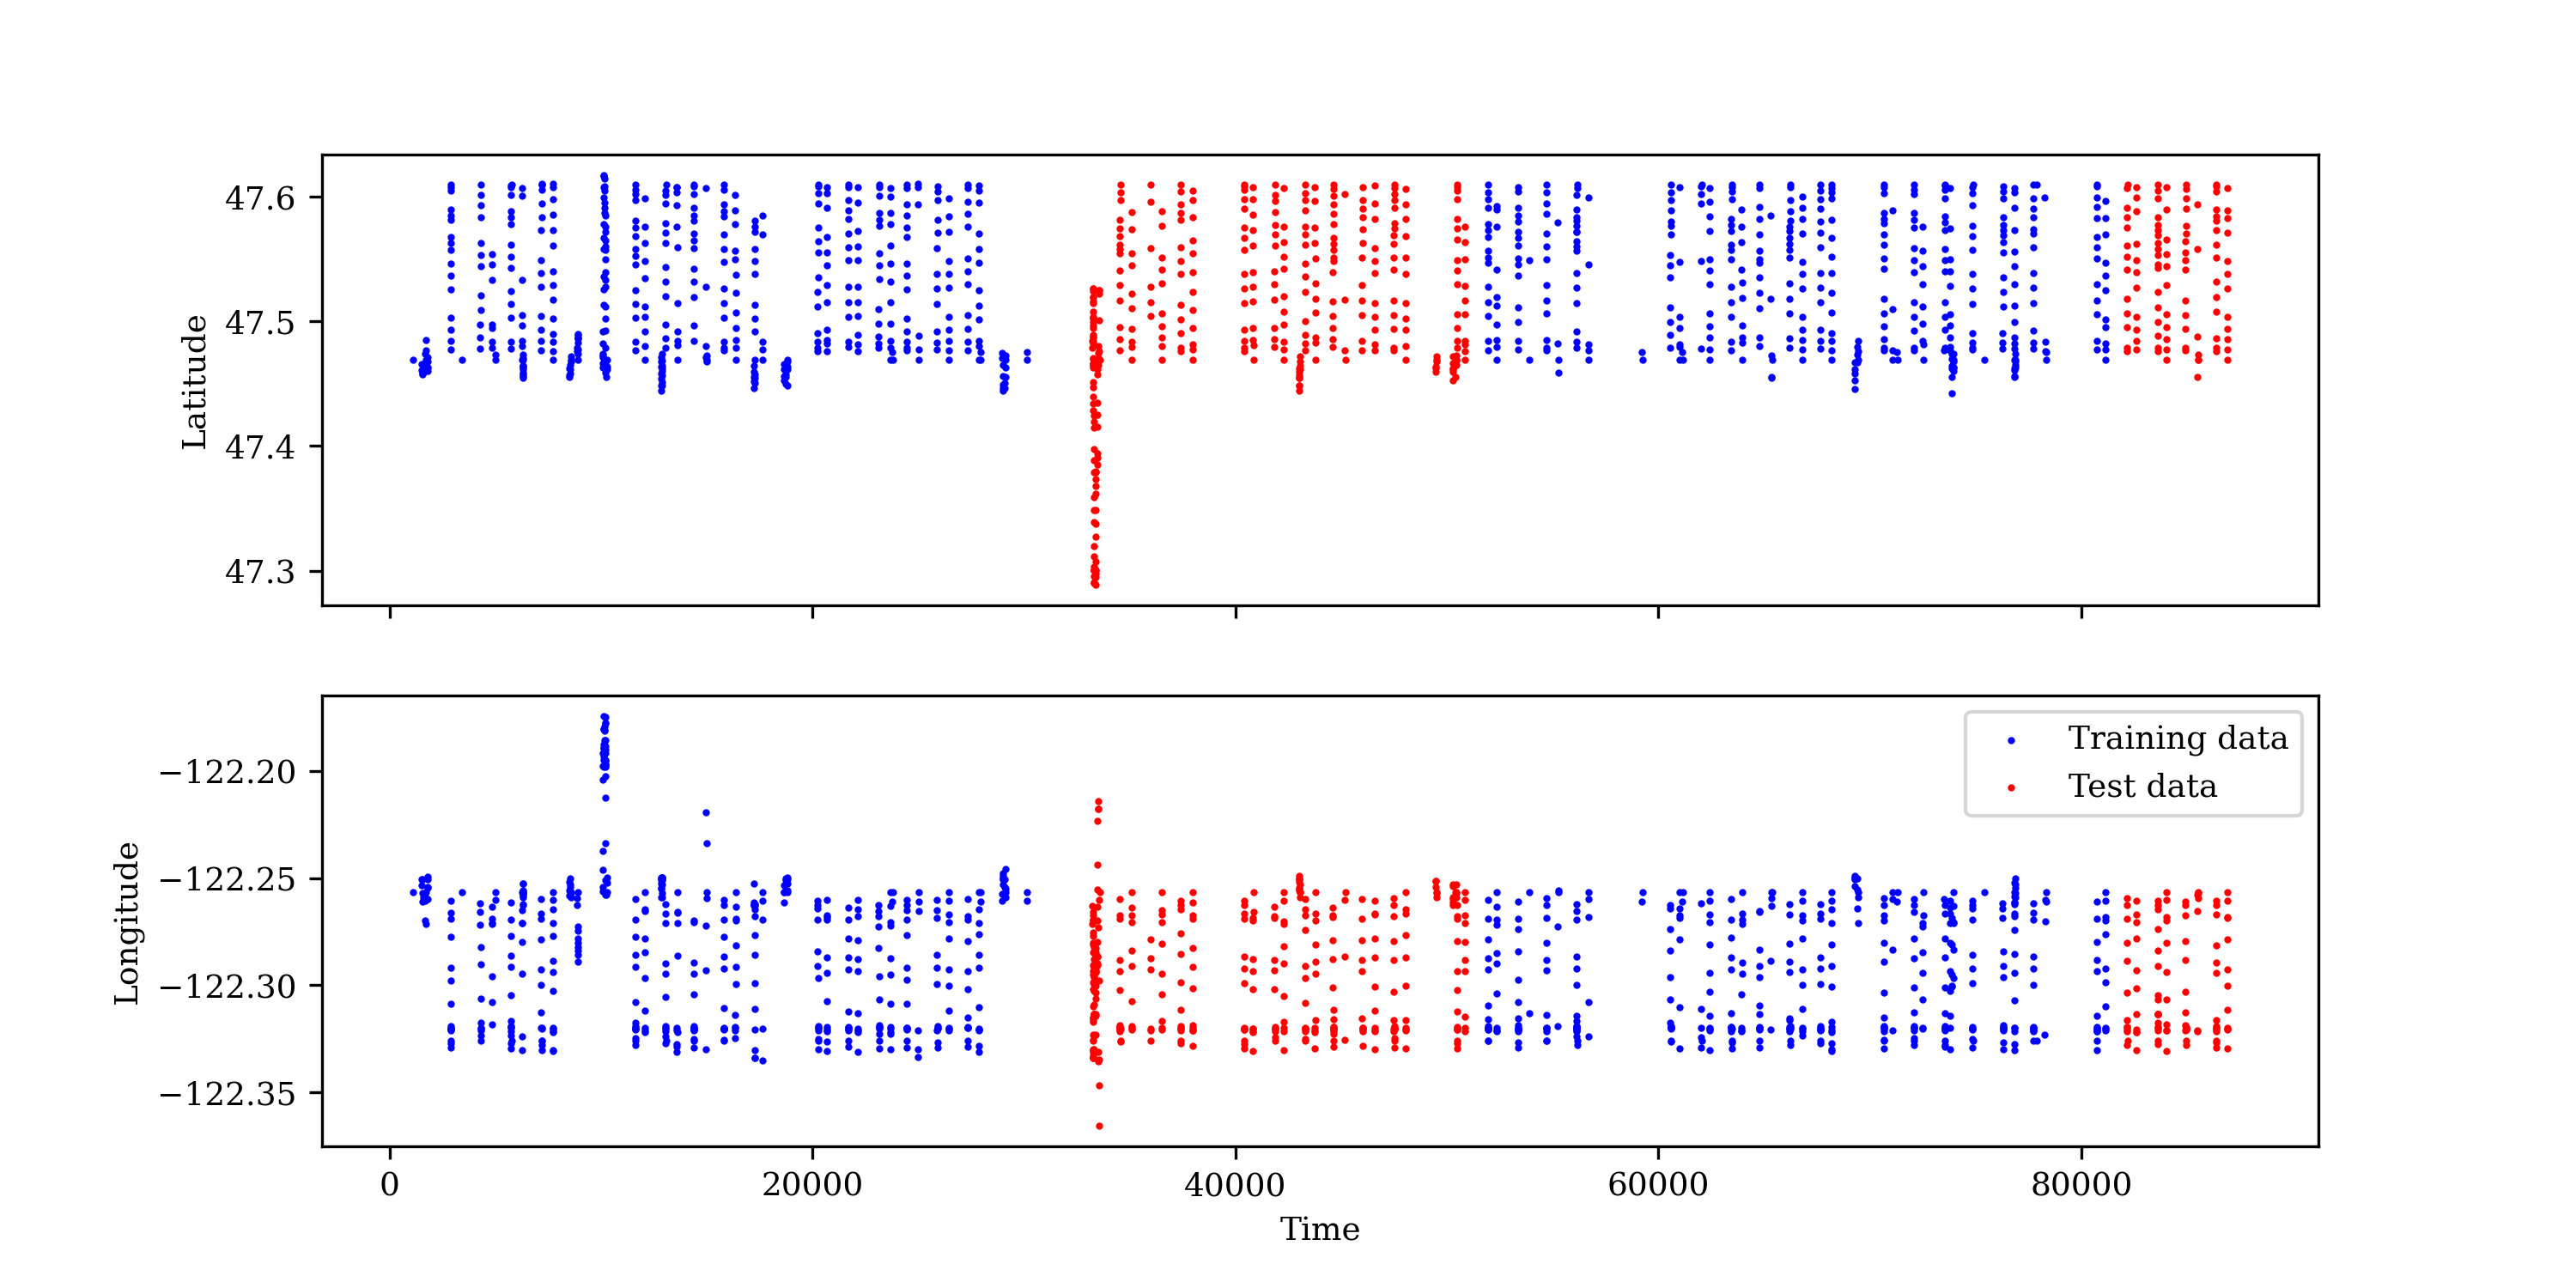 Latitude
47.6
47.5
47.4
47.3
Longitude
−122.20
−122.25
−122.30
−122.35
Training data
Test data
0 20000 40000 60000 80000
Time